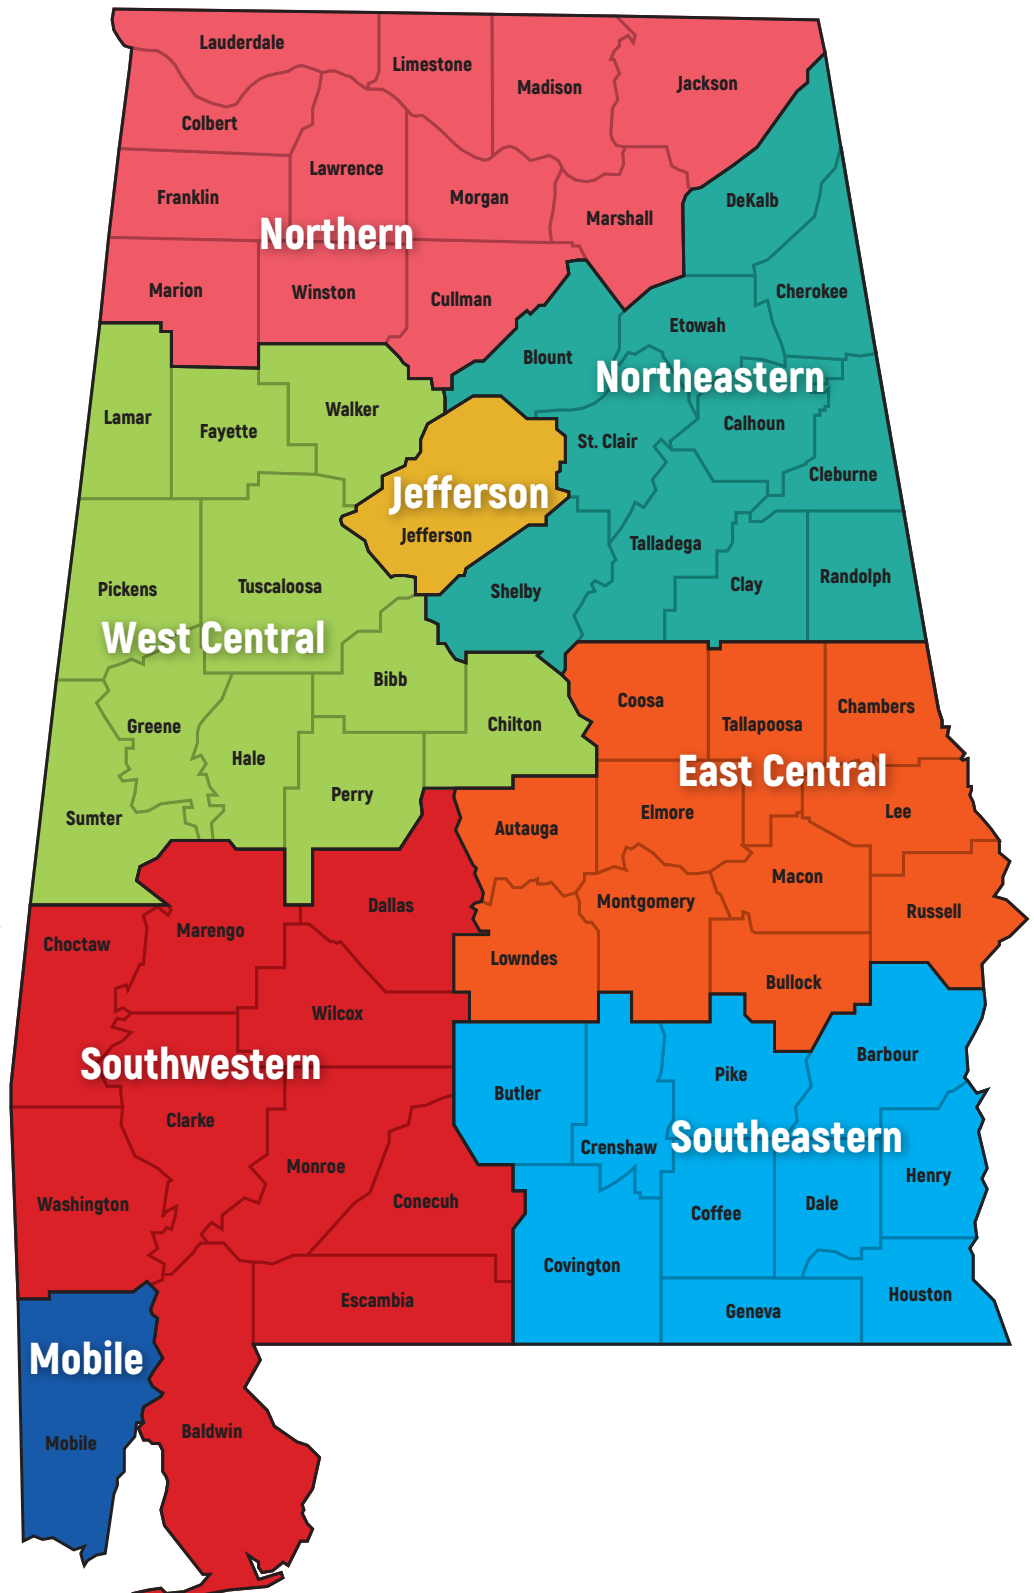 Lauderdale
Limestone
Madison
Jackson
Colbert
Lawrence
Franklin
Morgan
DeKalb
Marshall
Northern
Marion
Winston
Cullman
Cherokee
Etowah
Blount
Northeastern
Lamar
Walker
Fayette
Calhoun
St. Clair
Cleburne
Jefferson
Jefferson
Talladega
Pickens
Tuscaloosa
Shelby
Clay
Randolph
West Central
Bibb
Coosa
Chambers
Greene
Chilton
Tallapoosa
Hale
East Central
Perry
Sumter
Autauga
Elmore
Lee
Macon
Dallas
Montgomery
Russell
Choctaw
Marengo
Lowndes
Bullock
Wilcox
Southwestern
Barbour
Pike
Butler
Clarke
Crenshaw
Southeastern
Monroe
Henry
Washington
Conecuh
Coffee
Dale
Covington
Escambia
Geneva
Houston
Mobile
Mobile
Baldwin